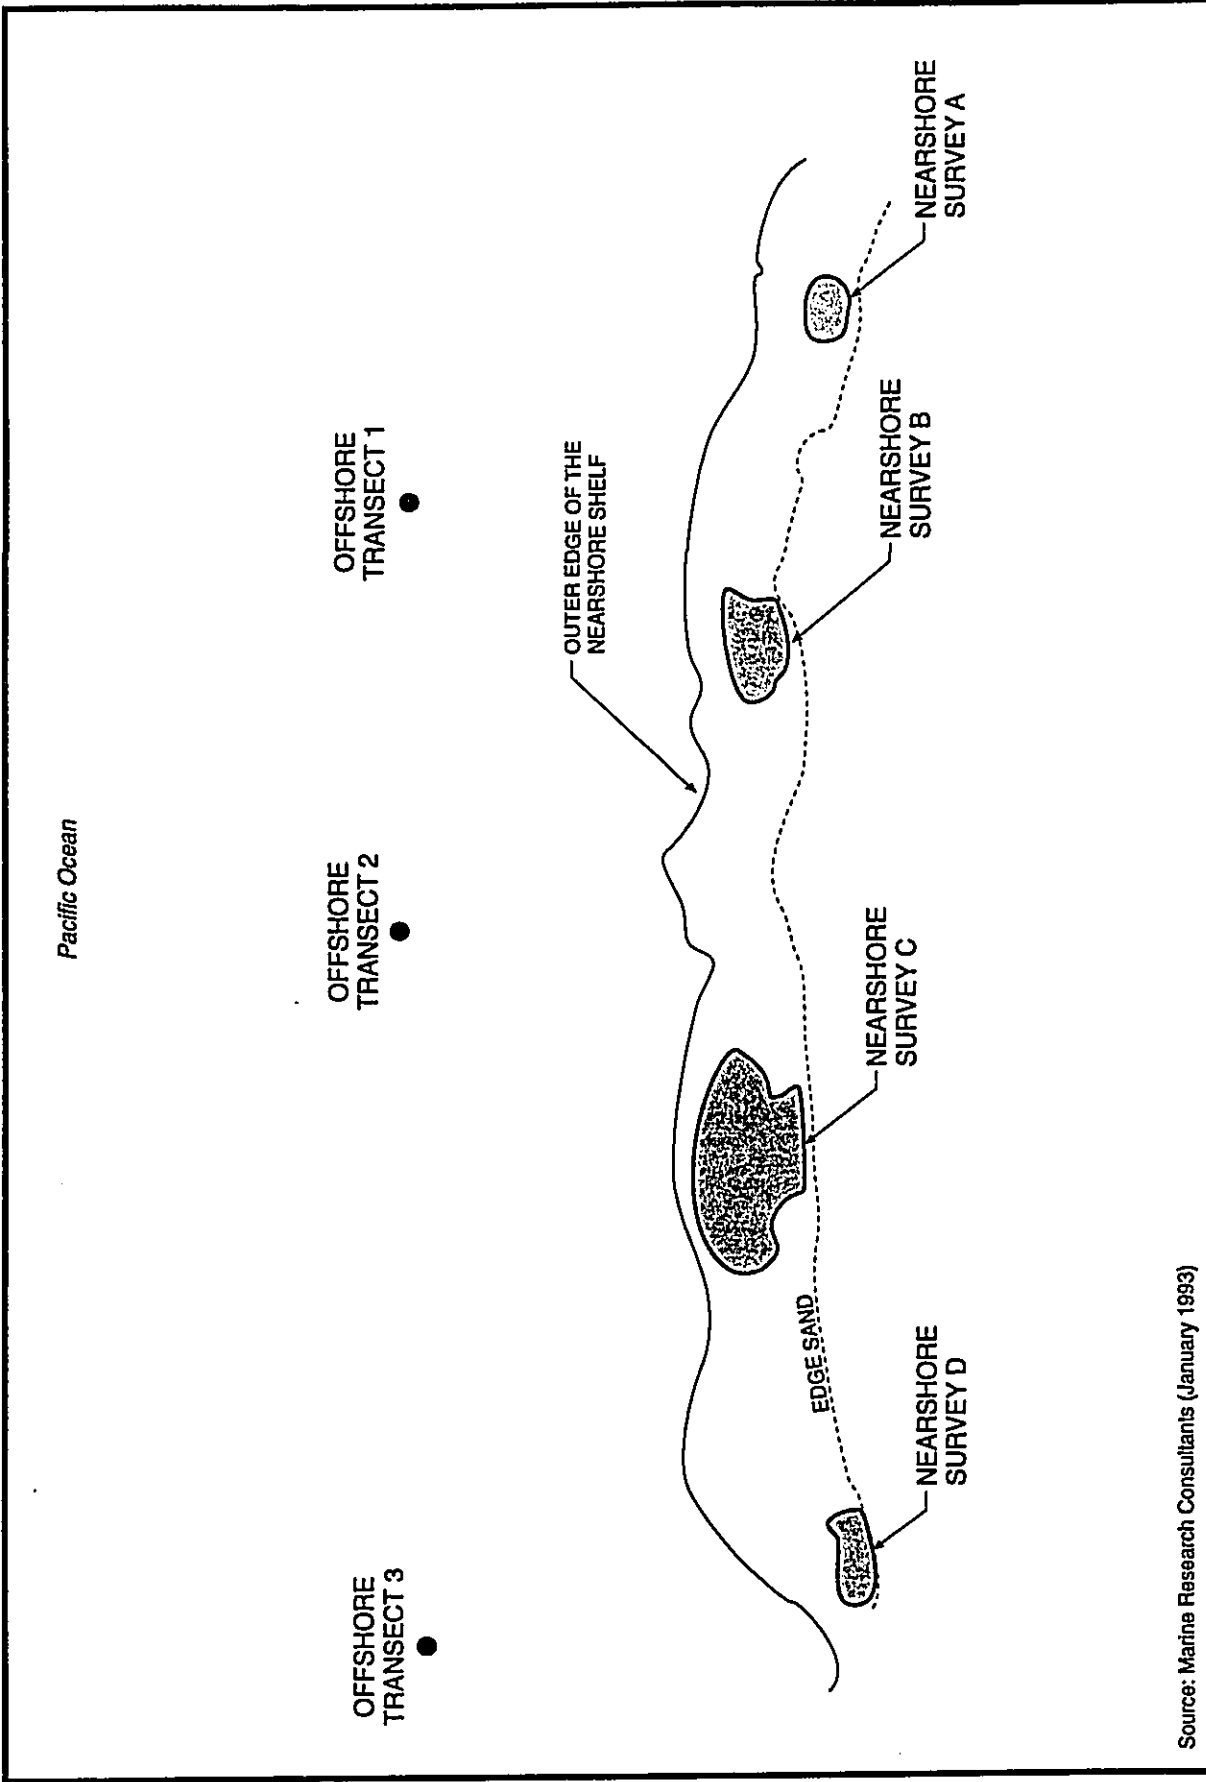 Pacific Ocean
OFFSHORE
TRANSECT 3
OFFSHORE
TRANSECT 2
OFFSHORE
TRANSECT 1
OUTER EDGE OF THE
NEARSHORE SHELF
EDGE SAND
NEARSHORE
SURVEY D
NEARSHORE
SURVEY C
NEARSHORE
SURVEY B
NEARSHORE
SURVEY A
Source: Marine Research Consultants (January 1993)